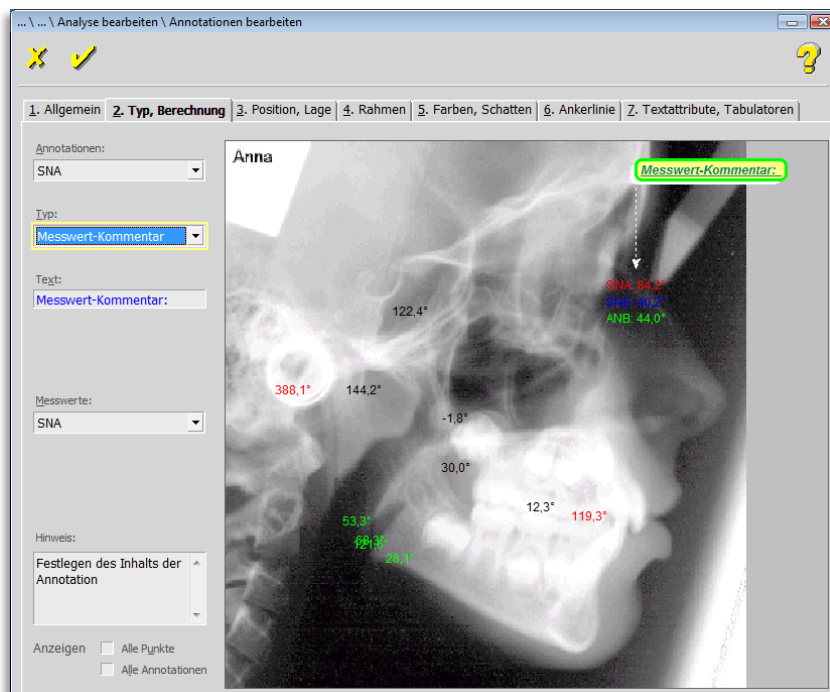 ... \ ... \ Analyse bearbeiten \ Annotationen bearbeiten
1. Allgemein
2. Typ, Berechnung
3. Position, Lage
4. Rahmen
5. Farben, Schatten
6. Ankerlinie
7. Textattribute, Tabulatoren
Annotationen:
SNA
Typ:
Messwert-Kommentar
Text:
Messwert-Kommentar:
Messwerte:
SNA
Hinweis:
Festlegen des Inhalts der
Annotation
Anzeigen
Alle Punkte
Alle Annotationen
Anna
Messwert-Kommentar:
SNA: 84,2°
SNB: 40,2°
ANB: 44,0°
122,4°
388,1°
144,2°
-1,8°
30,0°
12,3°
119,3°
53,3°
28,1°